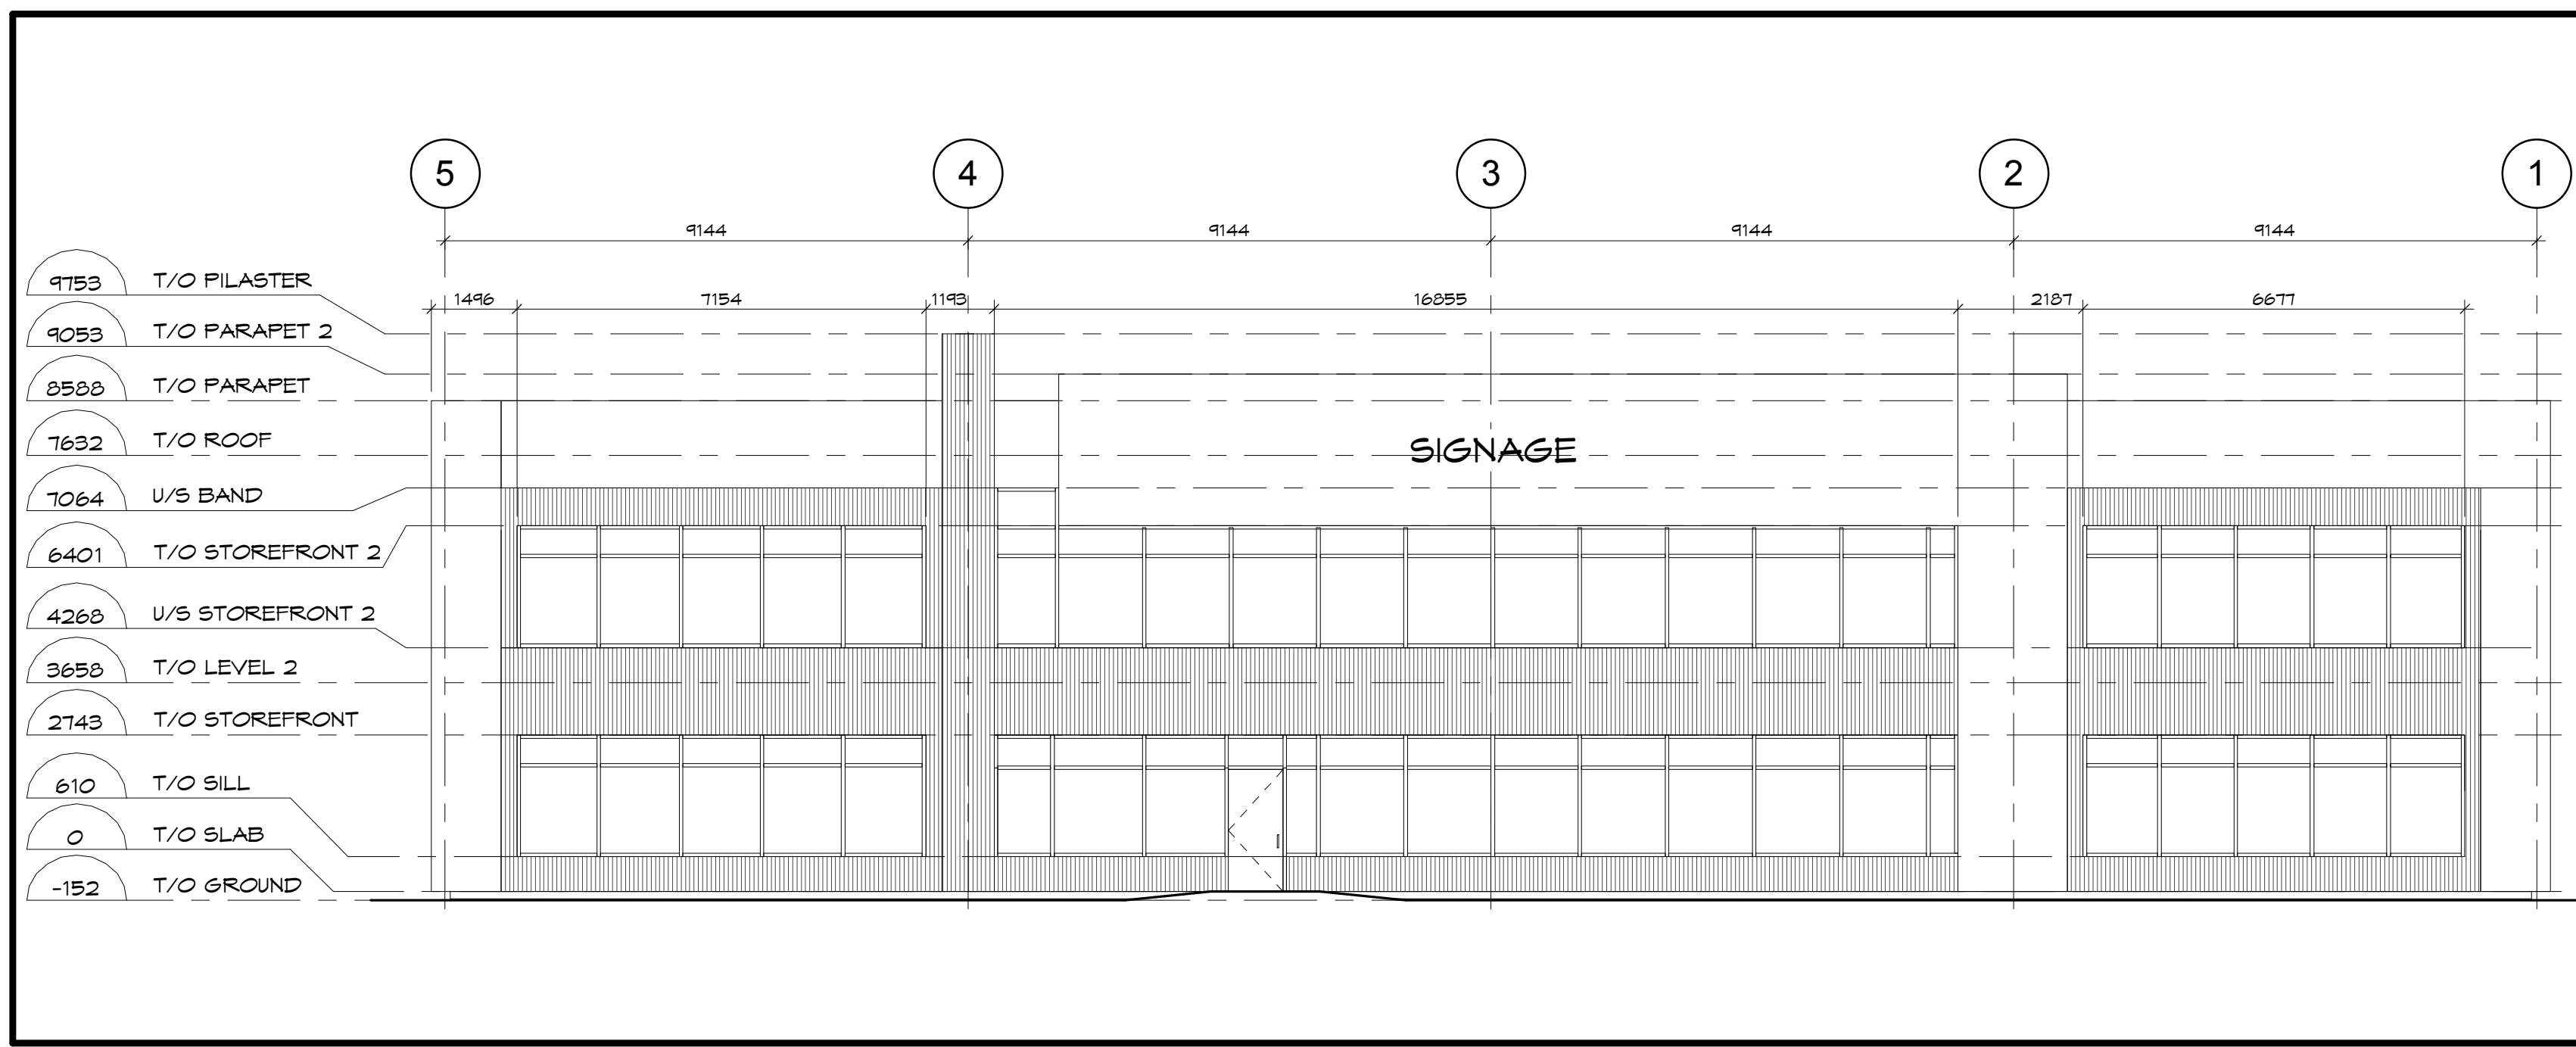 5 4 3 2 1
9144 9144 9144 9144
9753 T/O PILASTER
1496 7154 1193 16855 2187 6677
9053 T/O PARAPET 2
8588 T/O PARAPET
7632 T/O ROOF
SIGNAGE
7064 U/S BAND
6401 T/O STOREFRONT 2
4268 U/S STOREFRONT 2
3658 T/O LEVEL 2
2743 T/O STOREFRONT
610 T/O SILL
0 T/O SLAB
-152 T/O GROUND